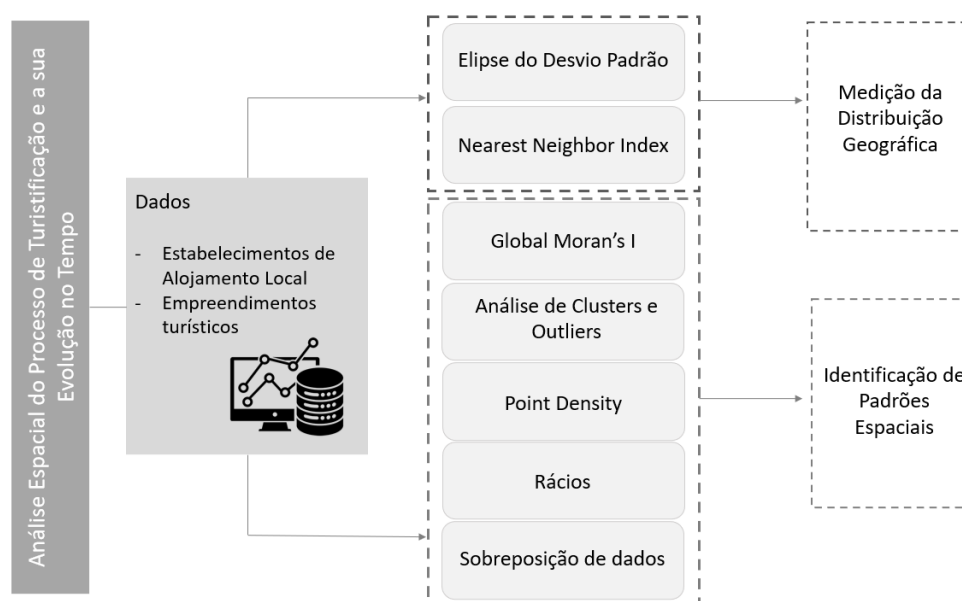 Análise Espacial do Processo de Turistificação e a sua
Evolução no Tempo
Dados
- Estabelecimentos de
Alojamento Local
- Empreendimentos
turísticos
Elipse do Desvio Padrão
Nearest Neighbor Index
Global Moran’s I
Análise de Clusters e
Outliers
Point Density
Rácios
Sobreposição de dados
Medição da
Distribuição
Geográfica
Identificação de
Padrões
Espaciais